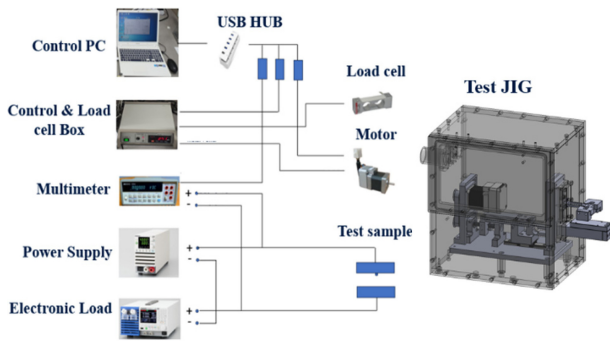 USB HUB
Control PC
Load cell
Test JIG
Control & Load
cell Box
Motor
Multimeter
+
-
Test sample
Power Supply
+
-
Electronic Load
+
-